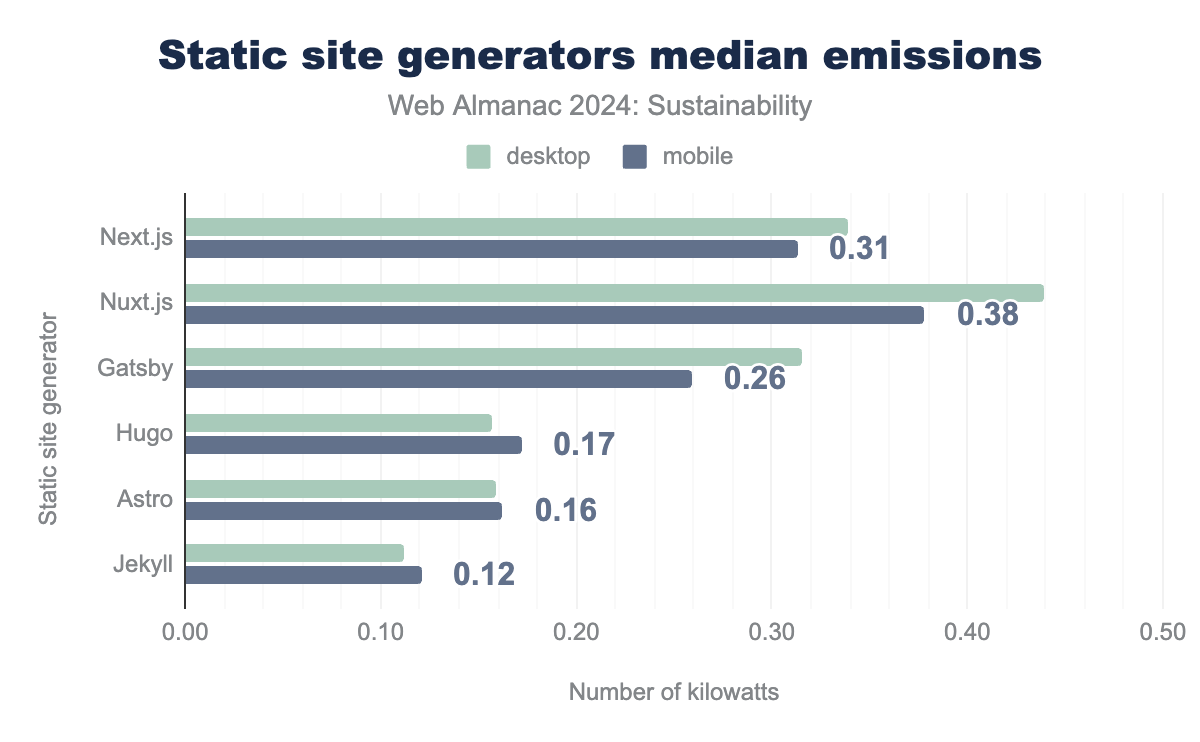 Static site generators median emissions
Web Almanac 2024: Sustainability
desktop
mobile
Static site generator
Next.js
0.31
Nuxt.js
0.38
Gatsby
0.26
Hugo
0.17
Astro
0.16
Jekyll
0.12
0.00 0.10 0.20 0.30 0.40 0.50
Number of kilowatts